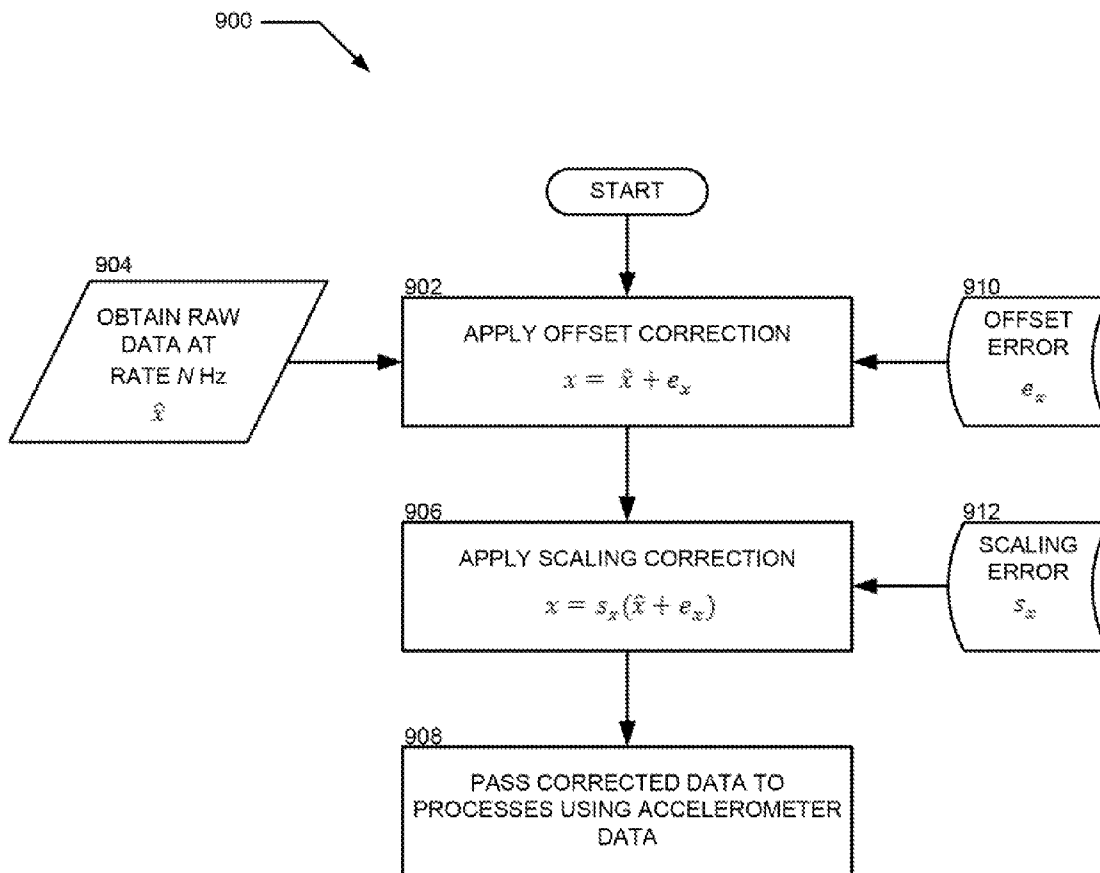 900
START
904
OBTAIN RAW
DATA AT
RATE N Hz
x̂
902
APPLY OFFSET CORRECTION
x = x̂ + eₓ
910
OFFSET
ERROR
eₓ
906
APPLY SCALING CORRECTION
x = sₓ(x̂ + eₓ)
912
SCALING
ERROR
sₓ
908
PASS CORRECTED DATA TO
PROCESSES USING ACCELEROMETER
DATA